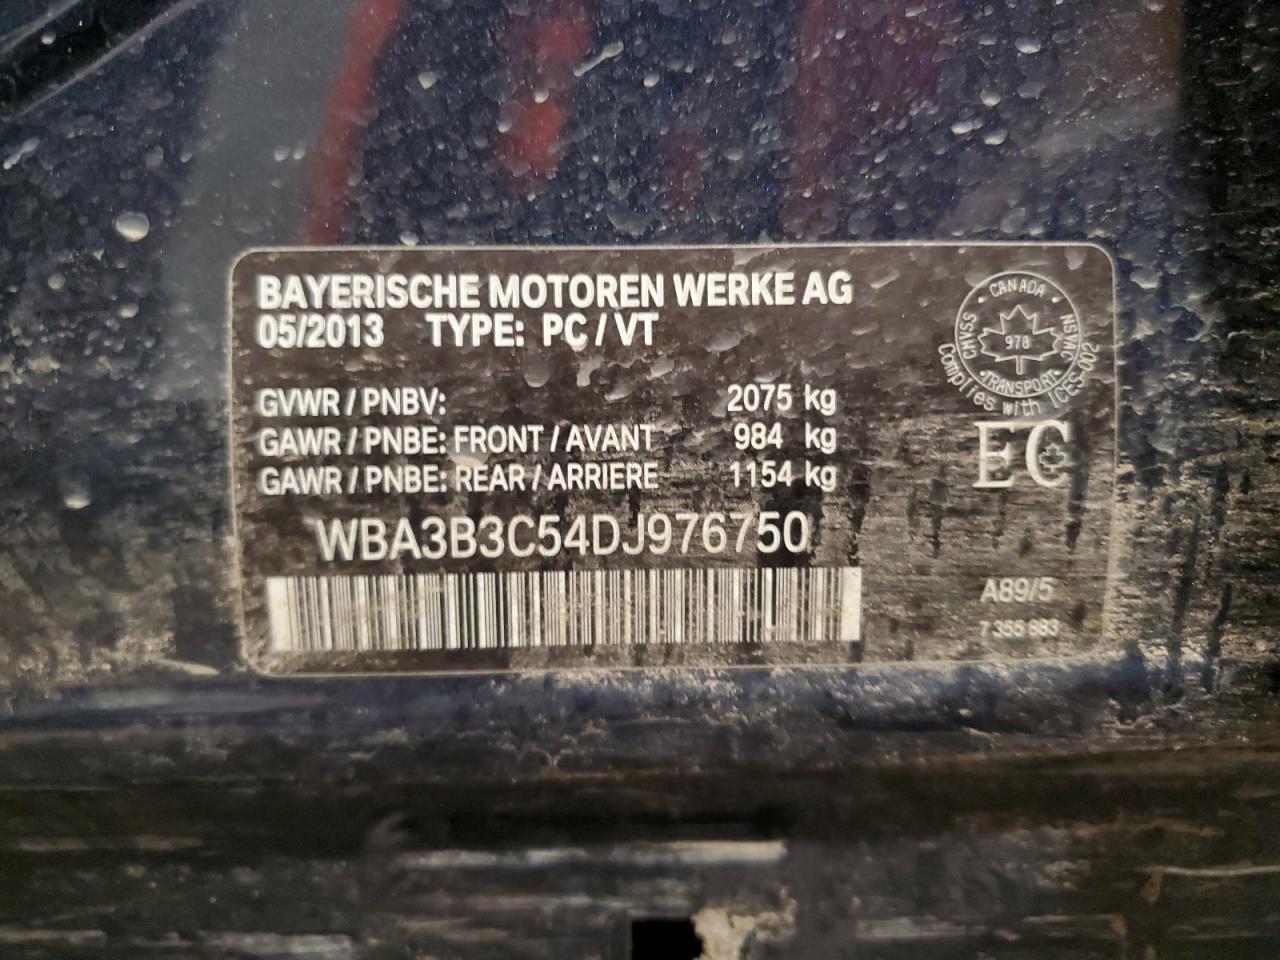 BAYERISCHE MOTOREN WERKE AG
05/2013 TYPE: PC / VT
GVWR / PNBV: 2075 kg
GAWR / PNBE: FRONT / AVANT 984 kg
GAWR / PNBE: REAR / ARRIERE 1154 kg
WBA3B3C54DJ976750
CANADA
CMVSS
NSVAC
978
TRANSPORT
Complies with ICES-002
EC
A89/5
7 355 883